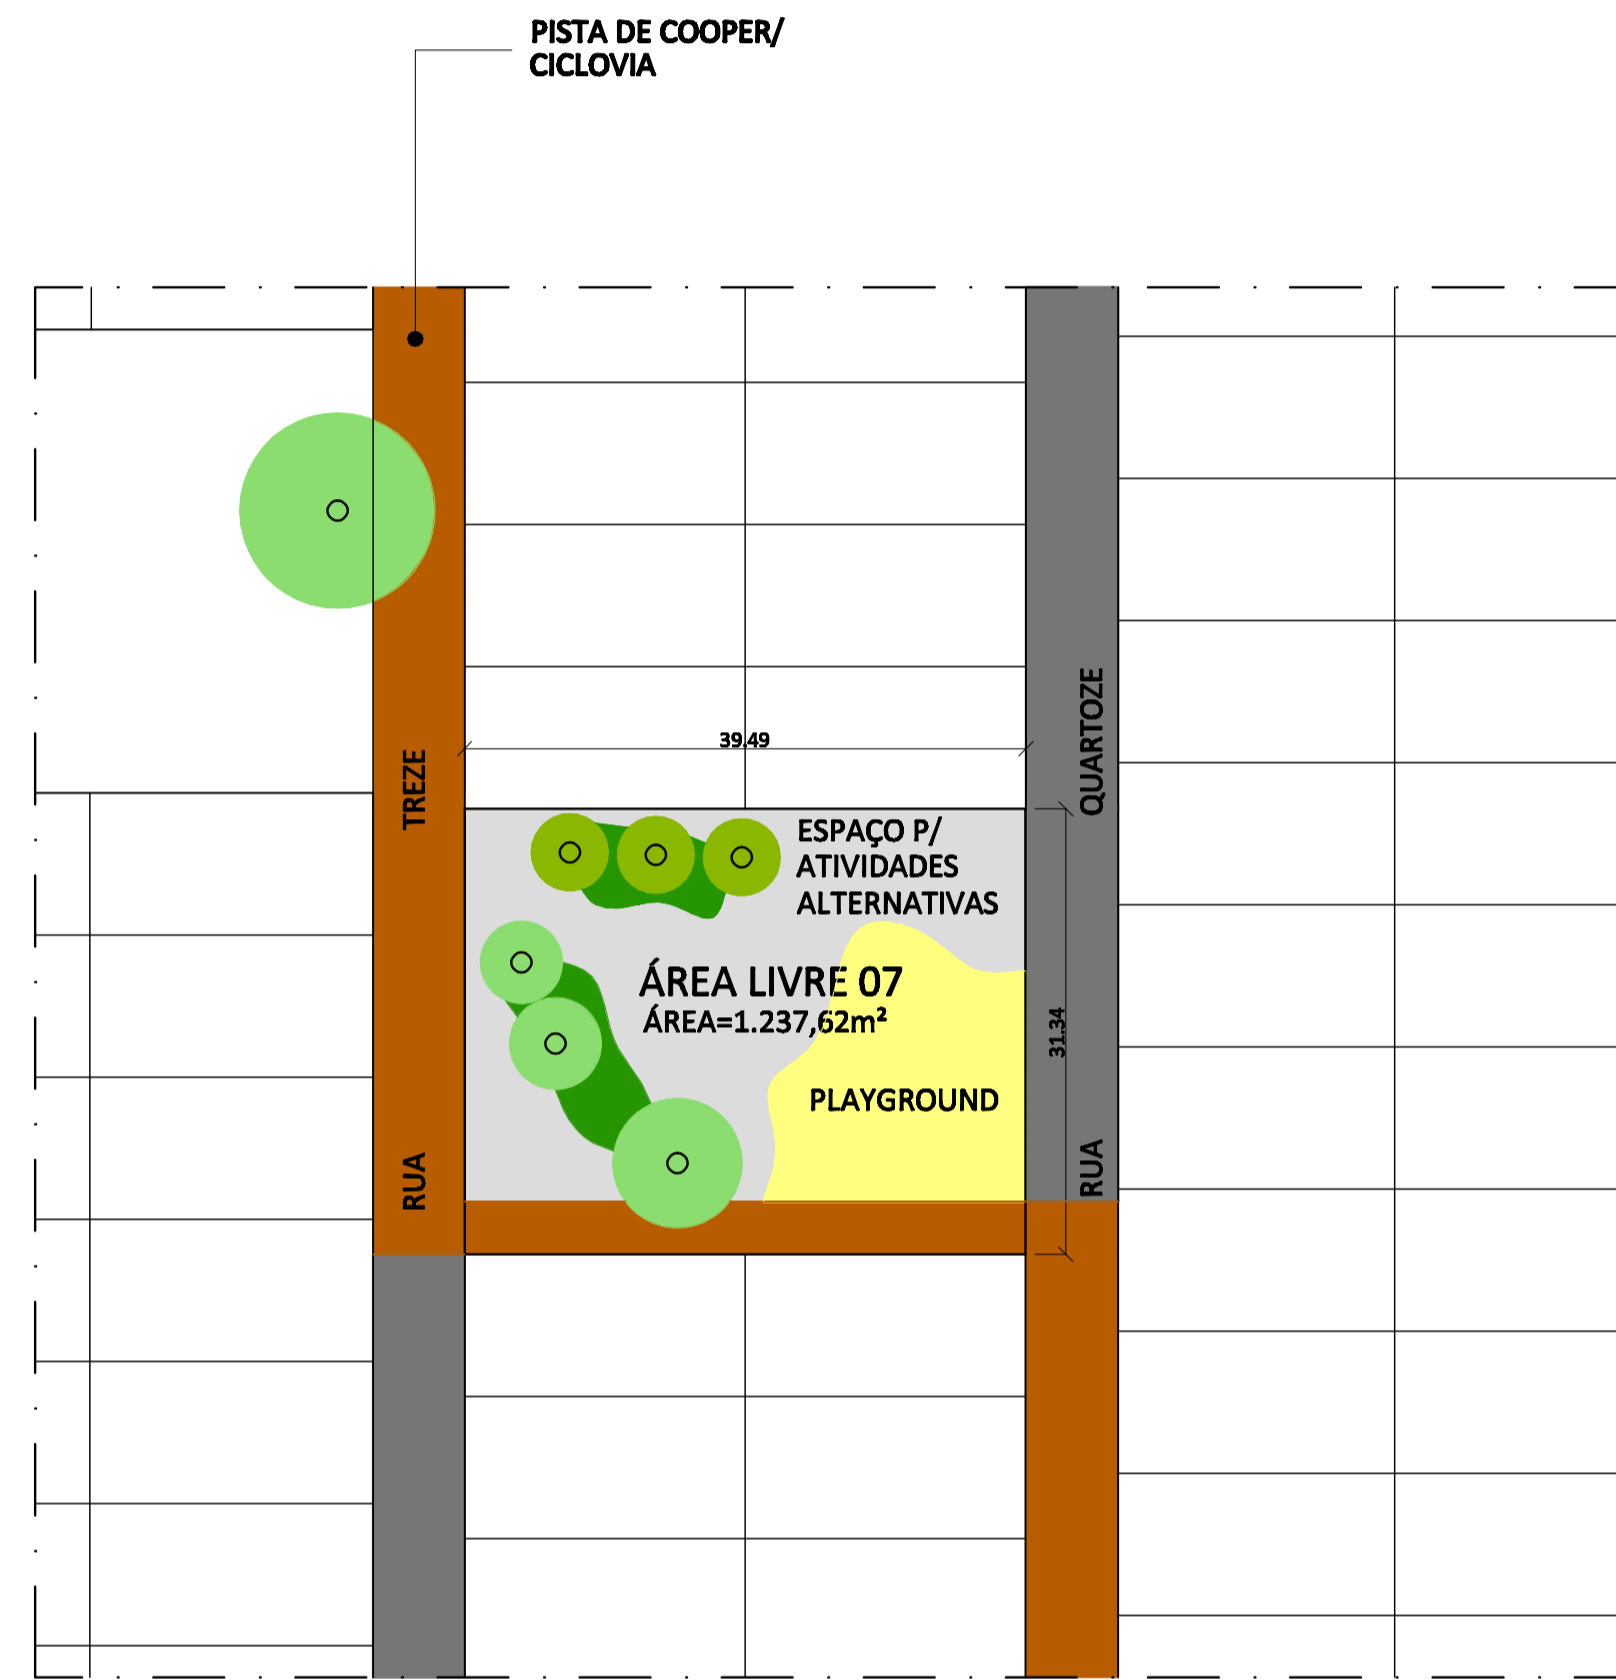 PISTA DE COOPER/
CICLOVIA
QUARTOZE
39.49
TREZE
ESPAÇO P/
ATIVIDADES
ALTERNATIVAS
ÁREA LIVRE 07
ÁREA=1.237,62m²
31.34
PLAYGROUND
RUA
RUA